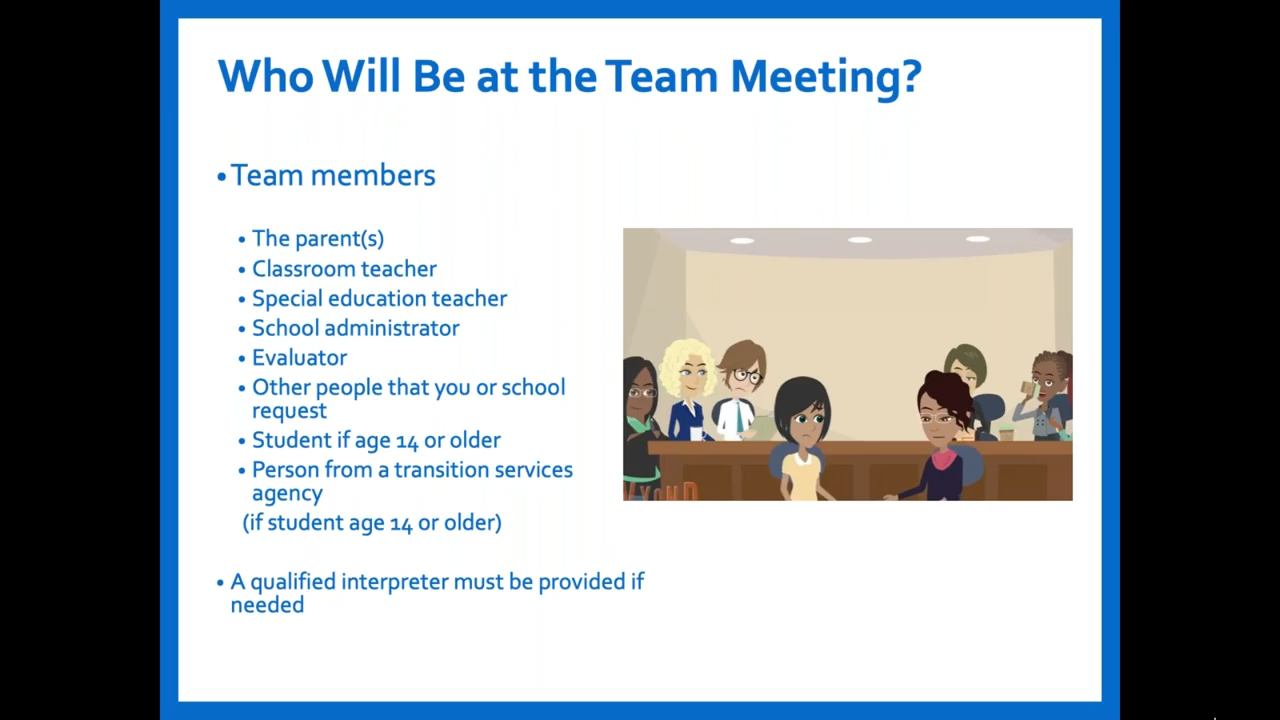 Who Will Be at the Team Meeting?
• Team members
• The parent(s)
• Classroom teacher
• Special education teacher
• School administrator
• Evaluator
• Other people that you or school
request
• Student if age 14 or older
• Person from a transition services
agency
(if student age 14 or older)
• A qualified interpreter must be provided if
needed